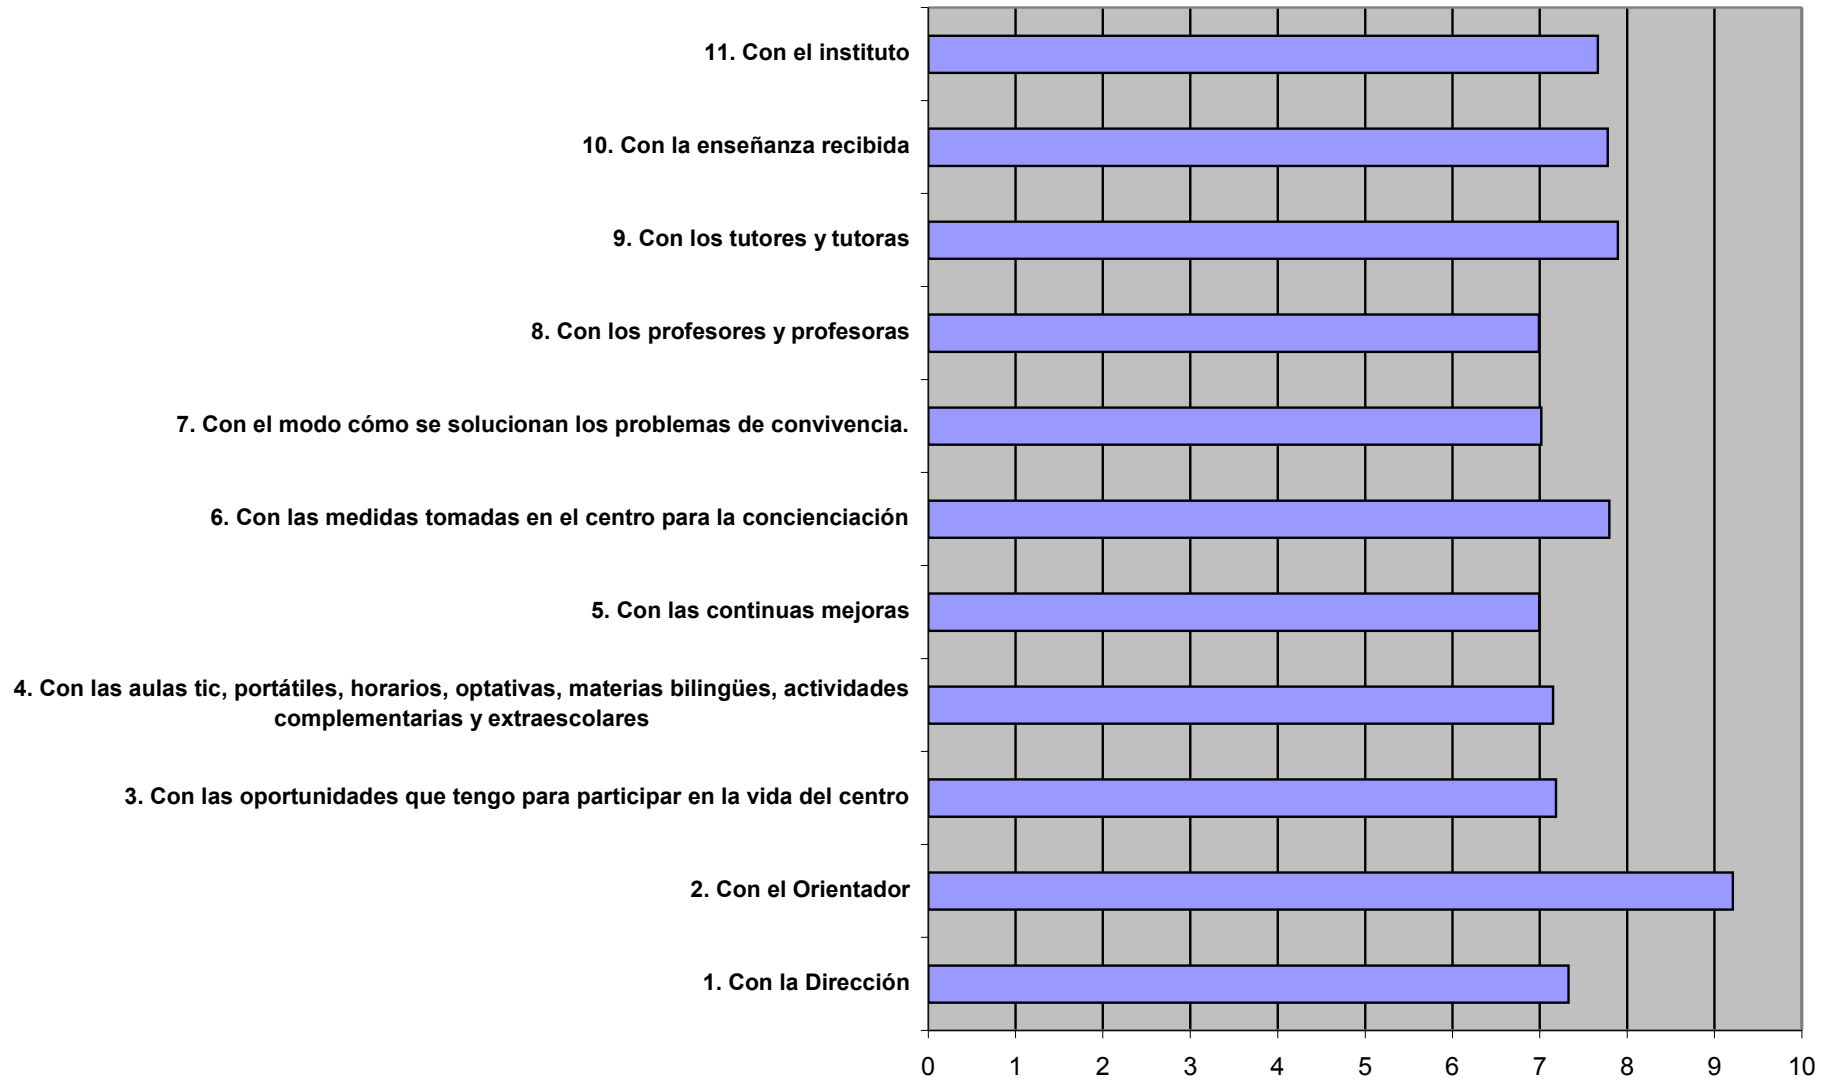 11. Con el instituto
10. Con la enseñanza recibida
9. Con los tutores y tutoras
8. Con los profesores y profesoras
7. Con el modo cómo se solucionan los problemas de convivencia.
6. Con las medidas tomadas en el centro para la concienciación
5. Con las continuas mejoras
4. Con las aulas tic, portátiles, horarios, optativas, materias bilingües, actividades
complementarias y extraescolares
3. Con las oportunidades que tengo para participar en la vida del centro
2. Con el Orientador
1. Con la Dirección
0 1 2 3 4 5 6 7 8 9 10